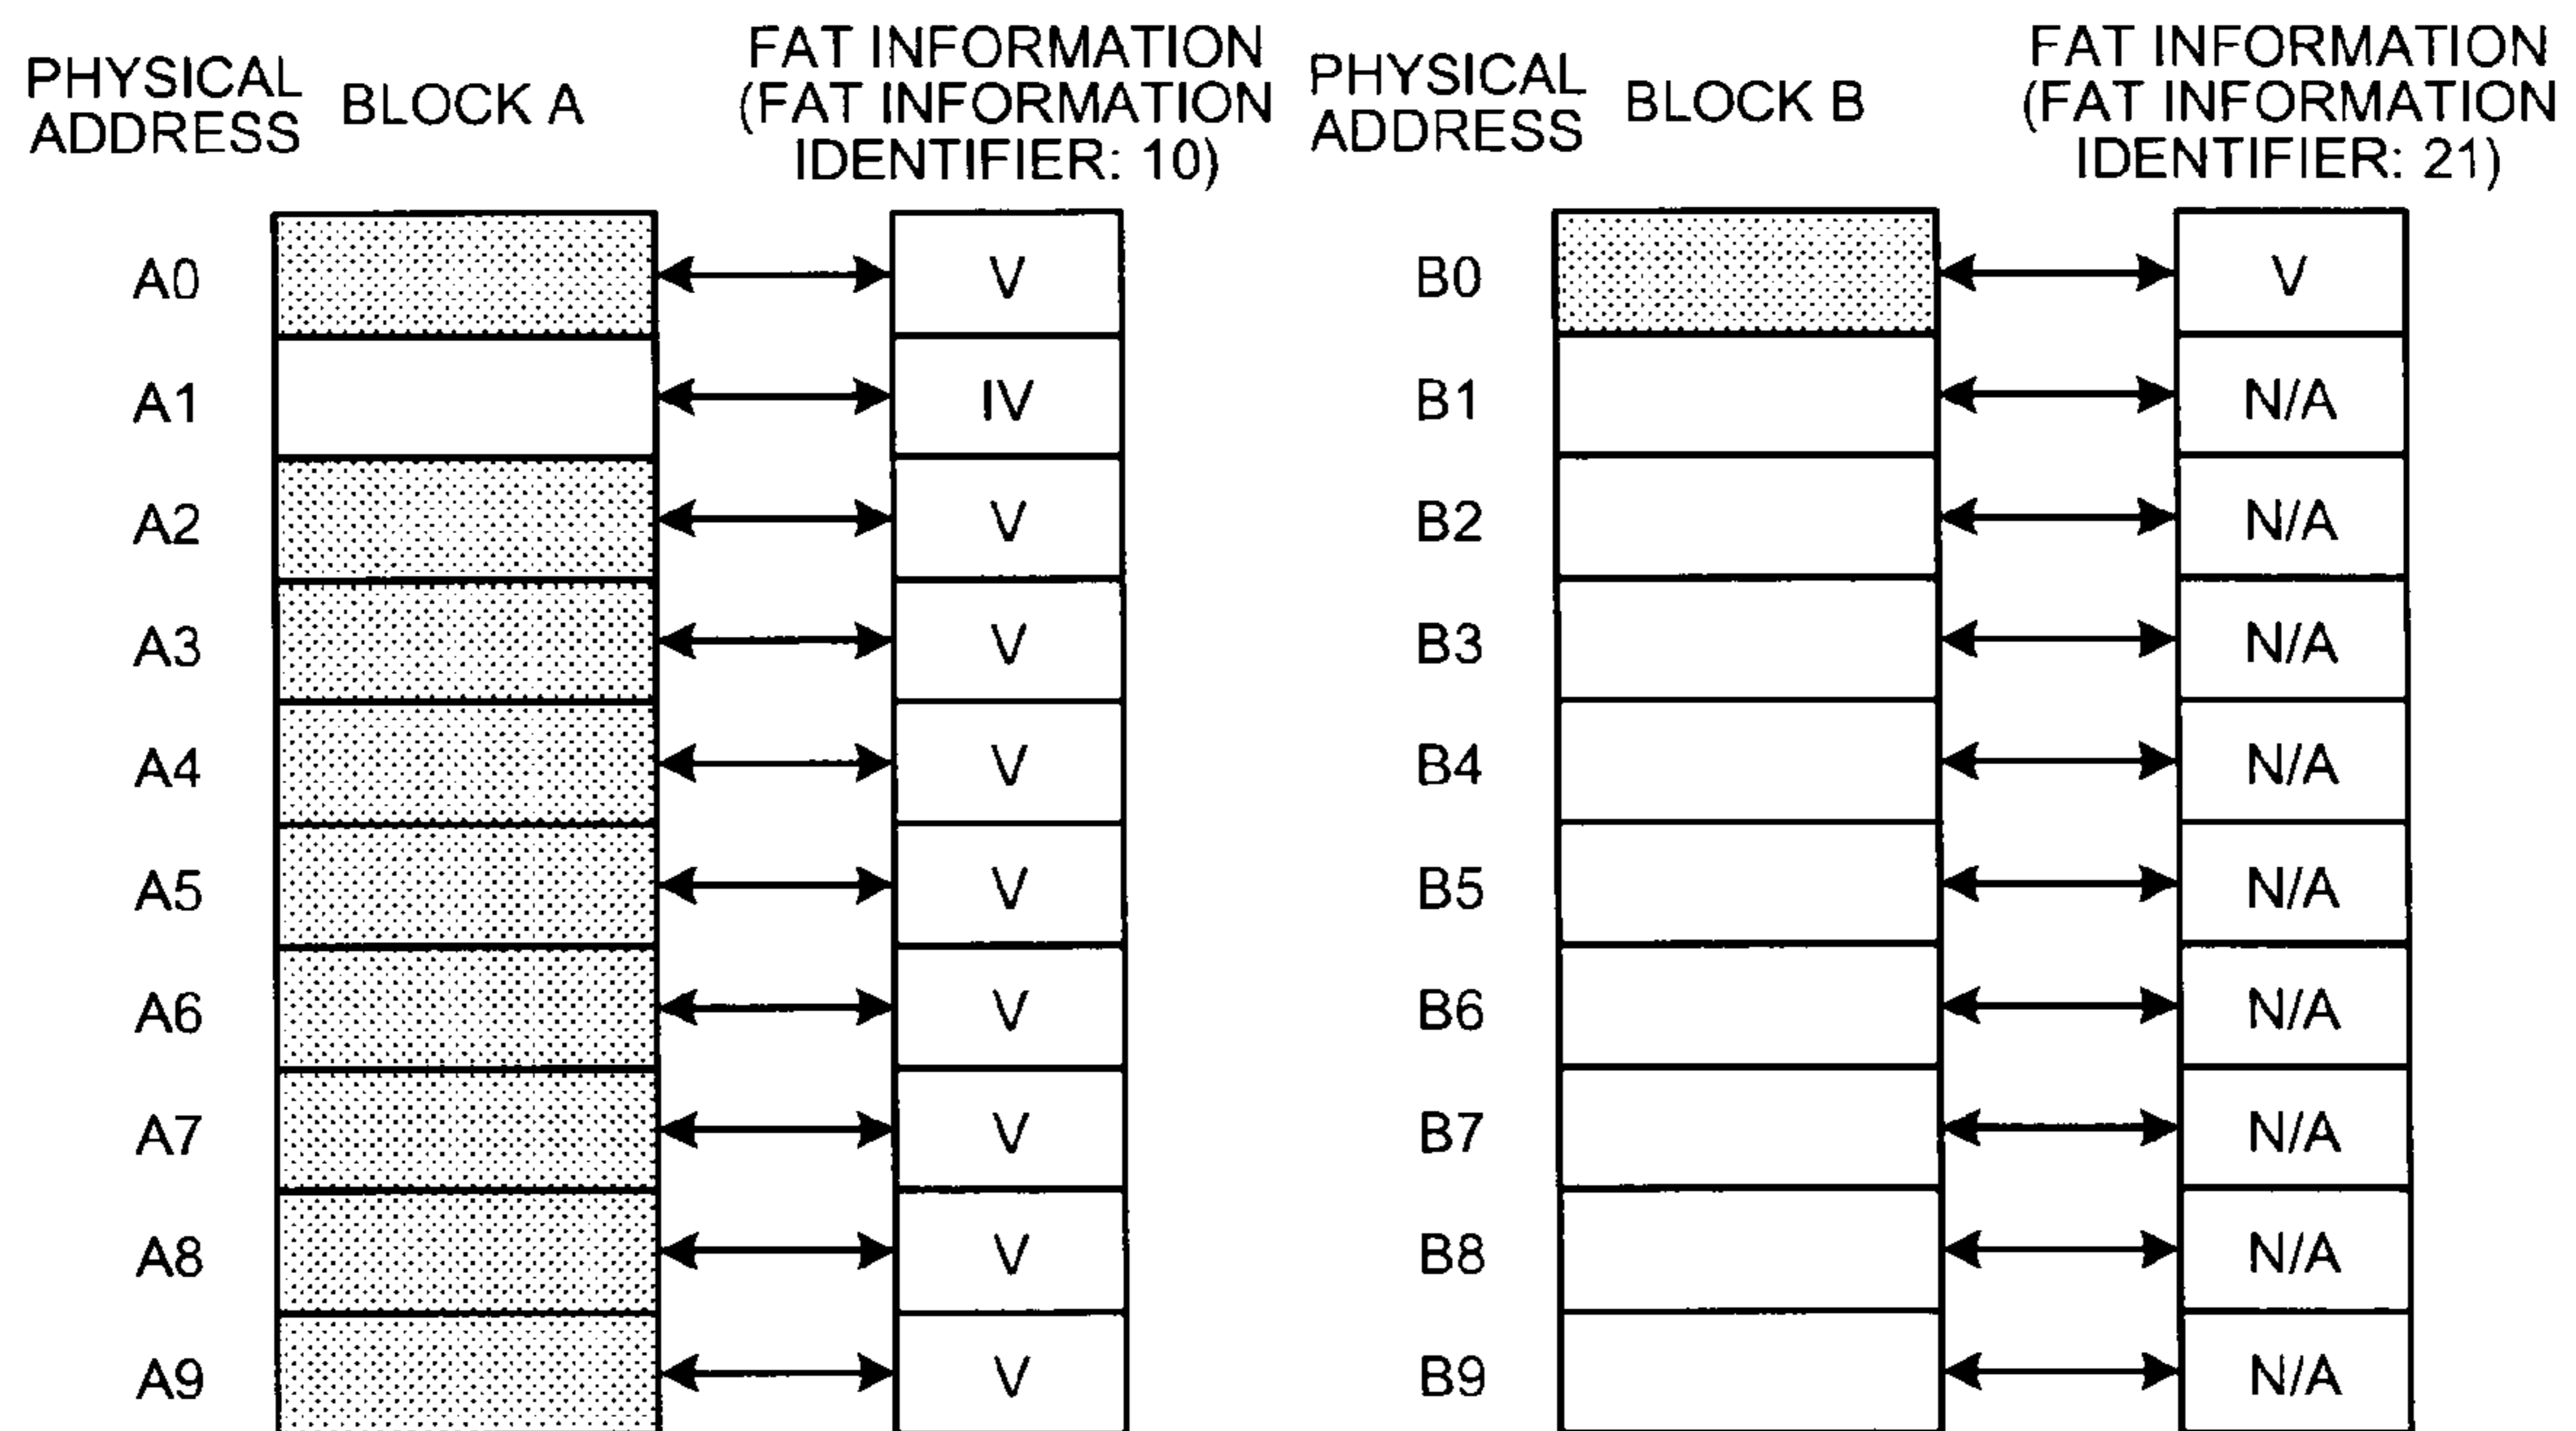 PHYSICAL
ADDRESS
BLOCK A
FAT INFORMATION
(FAT INFORMATION
IDENTIFIER: 10)
PHYSICAL
ADDRESS
BLOCK B
FAT INFORMATION
(FAT INFORMATION
IDENTIFIER: 21)
A0 V
A1 IV
A2 V
A3 V
A4 V
A5 V
A6 V
A7 V
A8 V
A9 V
B0 V
B1 N/A
B2 N/A
B3 N/A
B4 N/A
B5 N/A
B6 N/A
B7 N/A
B8 N/A
B9 N/A